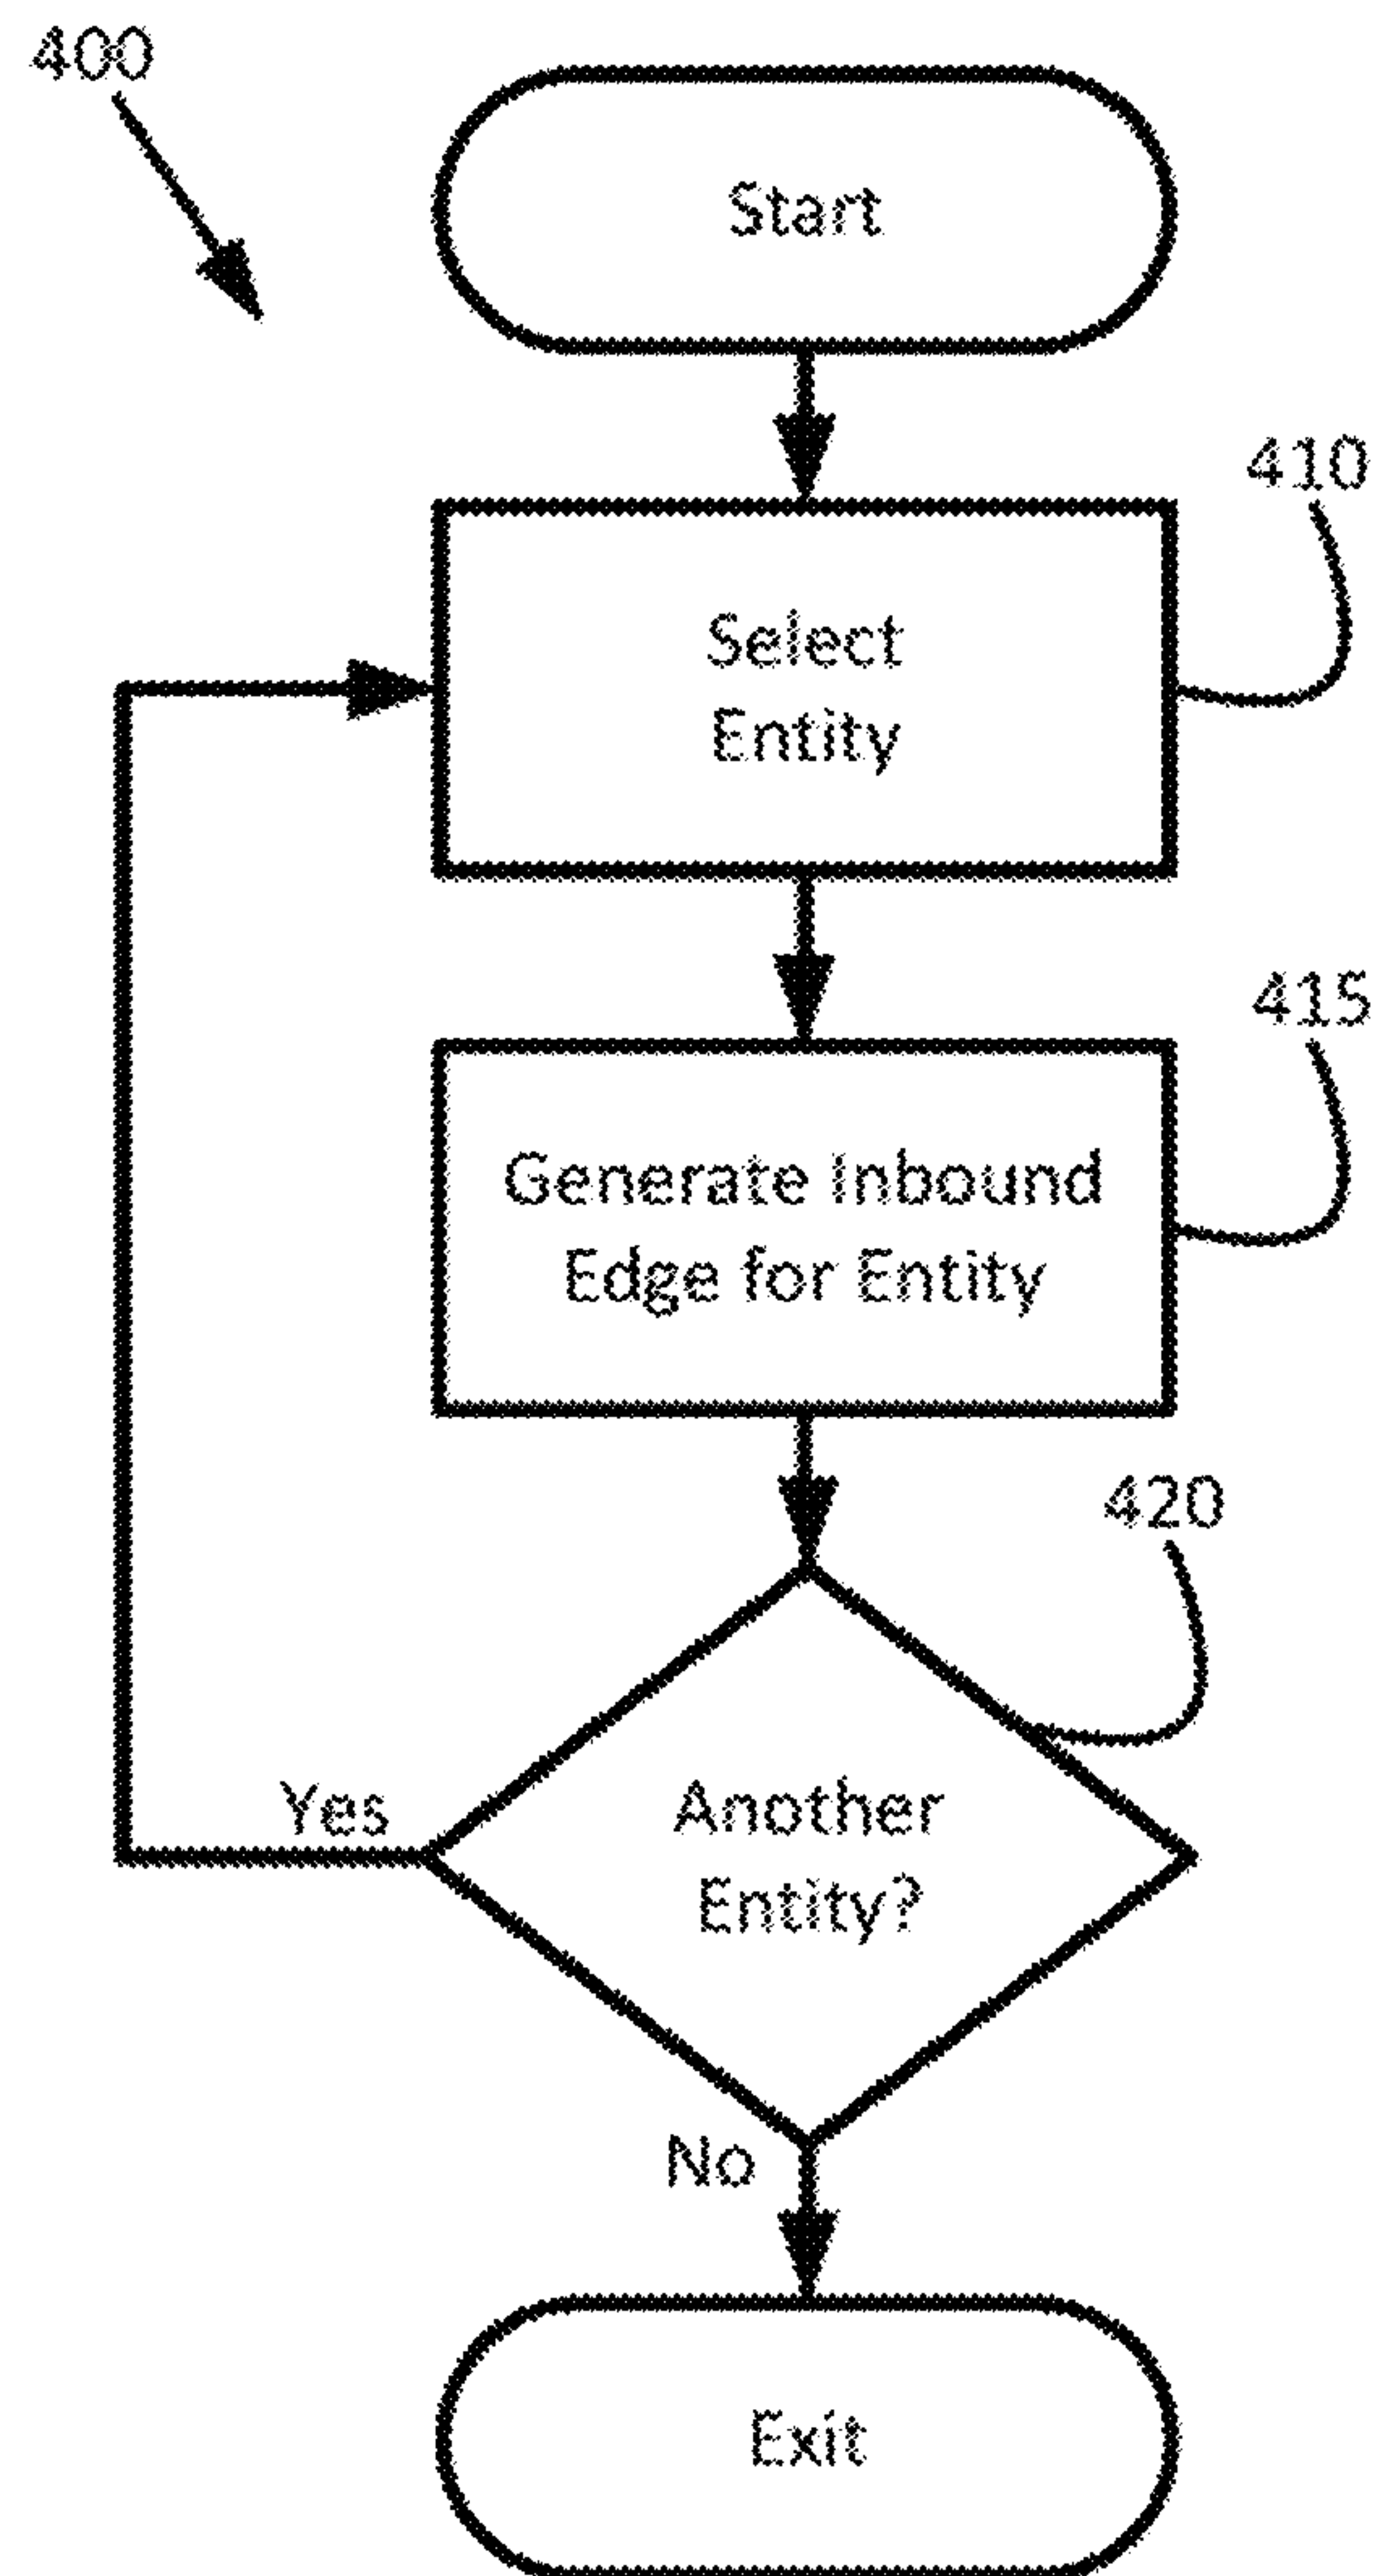 400
Start
410
Select
Entity
415
Generate Inbound
Edge for Entity
420
Another
Entity?
Yes
No
Exit